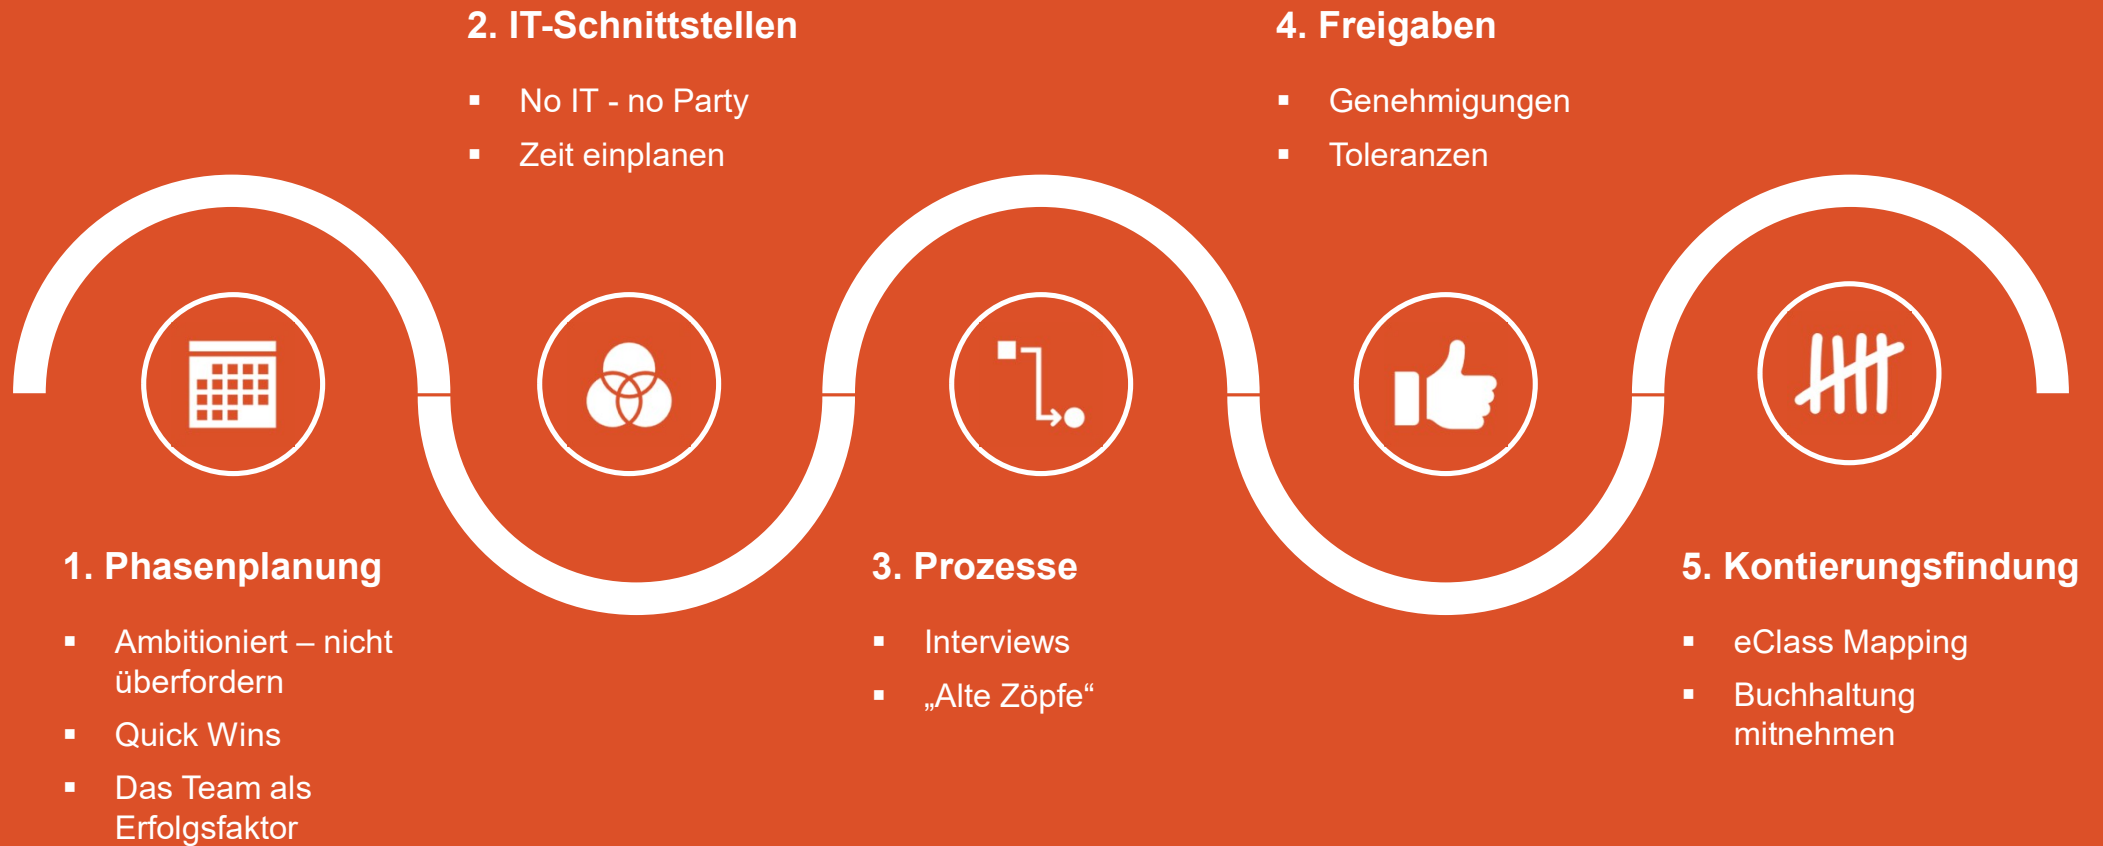 1. Phasenplanung
▪ Ambitioniert – nicht
überfordern
▪ Quick Wins
▪ Das Team als
Erfolgsfaktor
2. IT-Schnittstellen
▪ No IT - no Party
▪ Zeit einplanen
3. Prozesse
▪ Interviews
▪ „Alte Zöpfe“
4. Freigaben
▪ Genehmigungen
▪ Toleranzen
5. Kontierungsfindung
▪ eClass Mapping
▪ Buchhaltung
mitnehmen